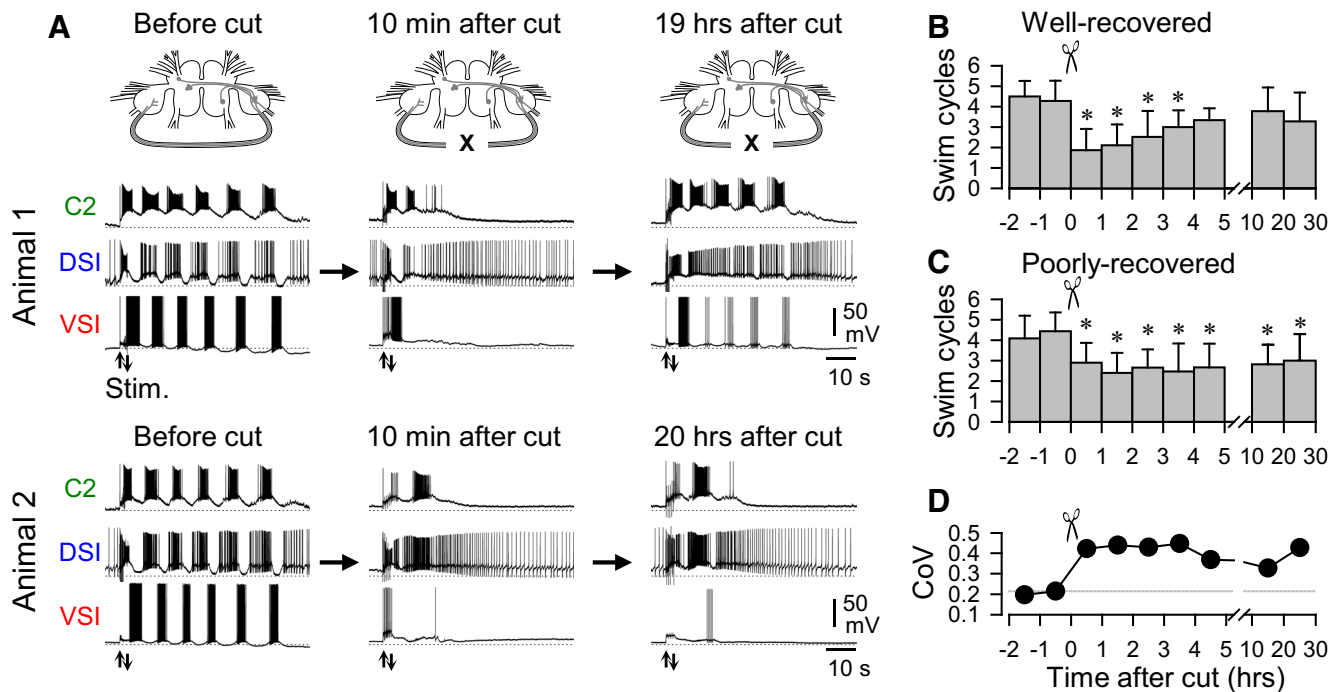 A
Before cut
10 min after cut
19 hrs after cut
X
X
Animal 1
C2
DSI
VSI
50
mV
10 s
Stim.
Before cut
10 min after cut
20 hrs after cut
Animal 2
C2
DSI
VSI
50
mV
10 s
B
Well-recovered
Swim cycles
6
5
4
3
2
1
0
* * * *
-2 -1 0 1 2 3 4 5 10 20 30
C
Poorly-recovered
Swim cycles
6
5
4
3
2
1
0
* * * * * * *
-2 -1 0 1 2 3 4 5 10 20 30
D
CoV
0.5
0.4
0.3
0.2
0.1
-2 -1 0 1 2 3 4 5 10 20 30
Time after cut (hrs)